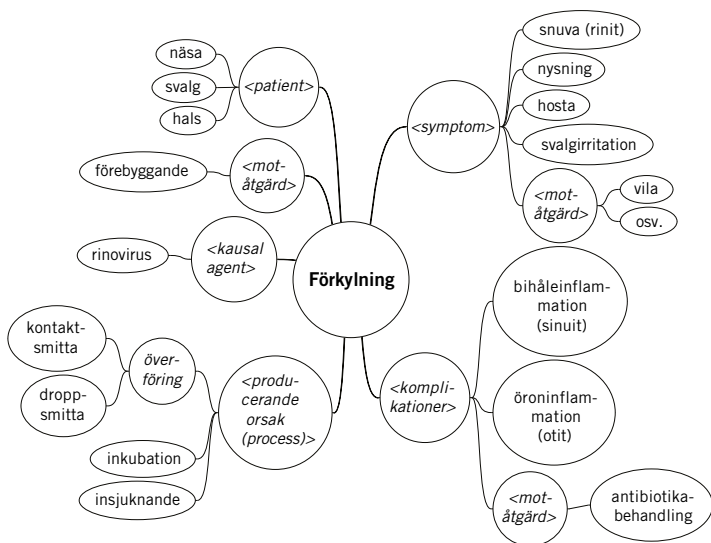 Förkylning
<patient>
näsa
svalg
hals
<mot-
åtgärd>
förebyggande
<kausal
agent>
rinovirus
<produ-
cerande
orsak
(process)>
över-
föring
kontakt-
smitta
dropp-
smitta
inkubation
insjuknande
<symptom>
snuva (rinit)
nysning
hosta
svalgirritation
<mot-
åtgärd>
vila
osv.
<kompli-
kationer>
bihåleinflam-
mation
(sinuit)
öroninflam-
mation
(otit)
<mot-
åtgärd>
antibiotika-
behandling